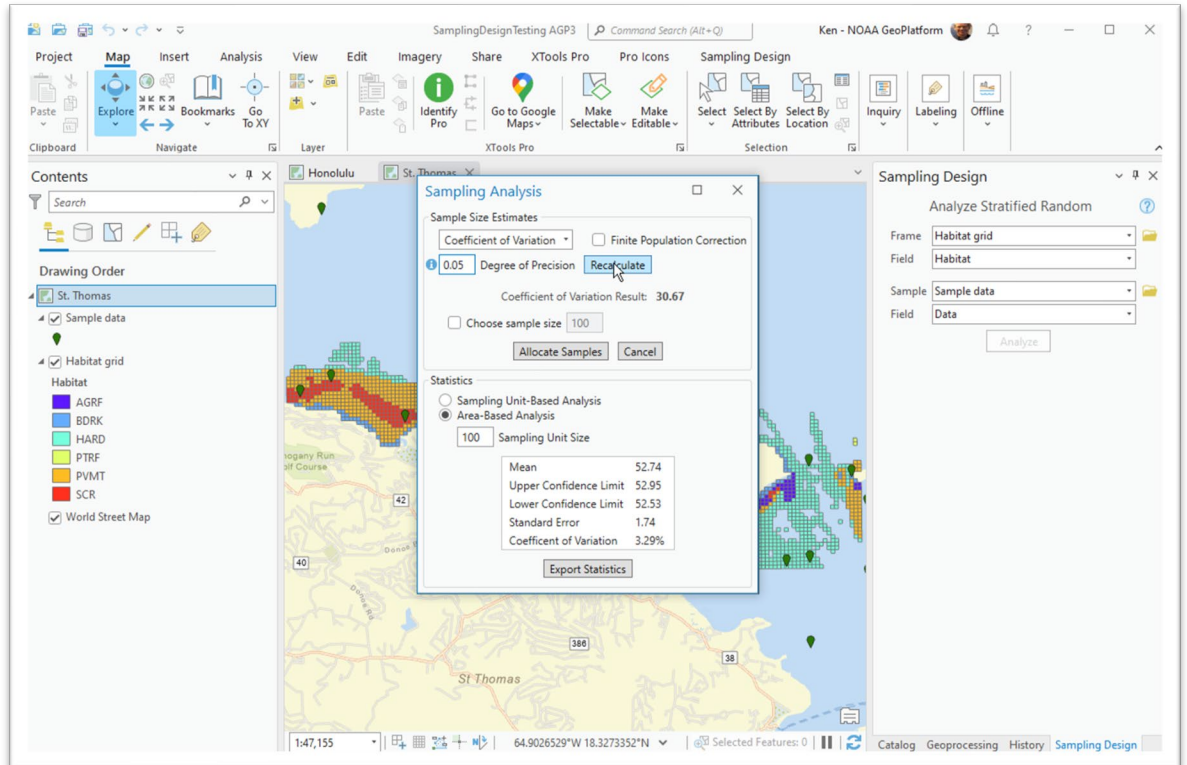 SamplingDesignTesting AGP3
Command Search (Alt+Q)
Ken - NOAA GeoPlatform
?
Project Map Insert Analysis View Edit Imagery Share XTools Pro Pro Icons Sampling Design
Paste
Clipboard
Explore
Bookmarks
Go
To XY
Navigate
Layer
Paste
Identify
Pro
Go to Google
Maps
Make
Selectable
Make
Editable
XTools Pro
Select
Select By
Attributes
Select By
Location
Selection
Inquiry
Labeling
Offline
Contents
Search
Drawing Order
St. Thomas
Sample data
Habitat grid
Habitat
AGRF
BDRK
HARD
PTRF
PVMT
SCR
World Street Map
Honolulu
St. Thomas
Sampling Analysis
Sample Size Estimates
Coefficient of Variation
Finite Population Correction
0.05 Degree of Precision Recalculate
Coefficient of Variation Result: 30.67
Choose sample size 100
Allocate Samples Cancel
Statistics
Sampling Unit-Based Analysis
Area-Based Analysis
100 Sampling Unit Size
Mean 52.74
Upper Confidence Limit 52.95
Lower Confidence Limit 52.53
Standard Error 1.74
Coefficent of Variation 3.29%
Export Statistics
42
40
386
38
St Thomas
1:47,155
64.9026529°W 18.3273352°N
Selected Features: 0
Sampling Design
Analyze Stratified Random
?
Frame Habitat grid
Field Habitat
Sample Sample data
Field Data
Analyze
Catalog Geoprocessing History Sampling Design